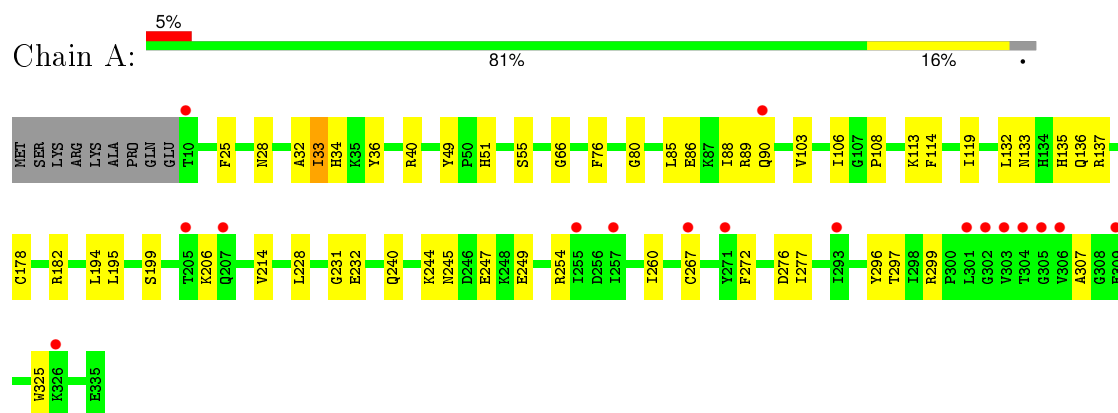 5%
Chain A:
81% 16% •
MET SER LYS ARG LYS ALA PRO GLN GLU T10 F25 N28 A32 I33 H34 K35 Y36 R40 Y49 P50 H51 S55 G66 F76 G80 L85 E86 K87 I88 R89 Q90 V103 I106 G107 P108 K113 F114 I119 L132 N133 H134 H135 Q136 R137
C178 R182 L194 L195 S199 T205 K206 Q207 V214 L228 G231 E232 Q240 K244 N245 D246 E247 K248 E249 R254 I255 D256 I257 I260 C267 Y271 F272 D276 I277 I293 Y296 T297 I298 R299 P300 L301 G302 V303 T304 G305 V306 A307 G308
W325 K326 E335